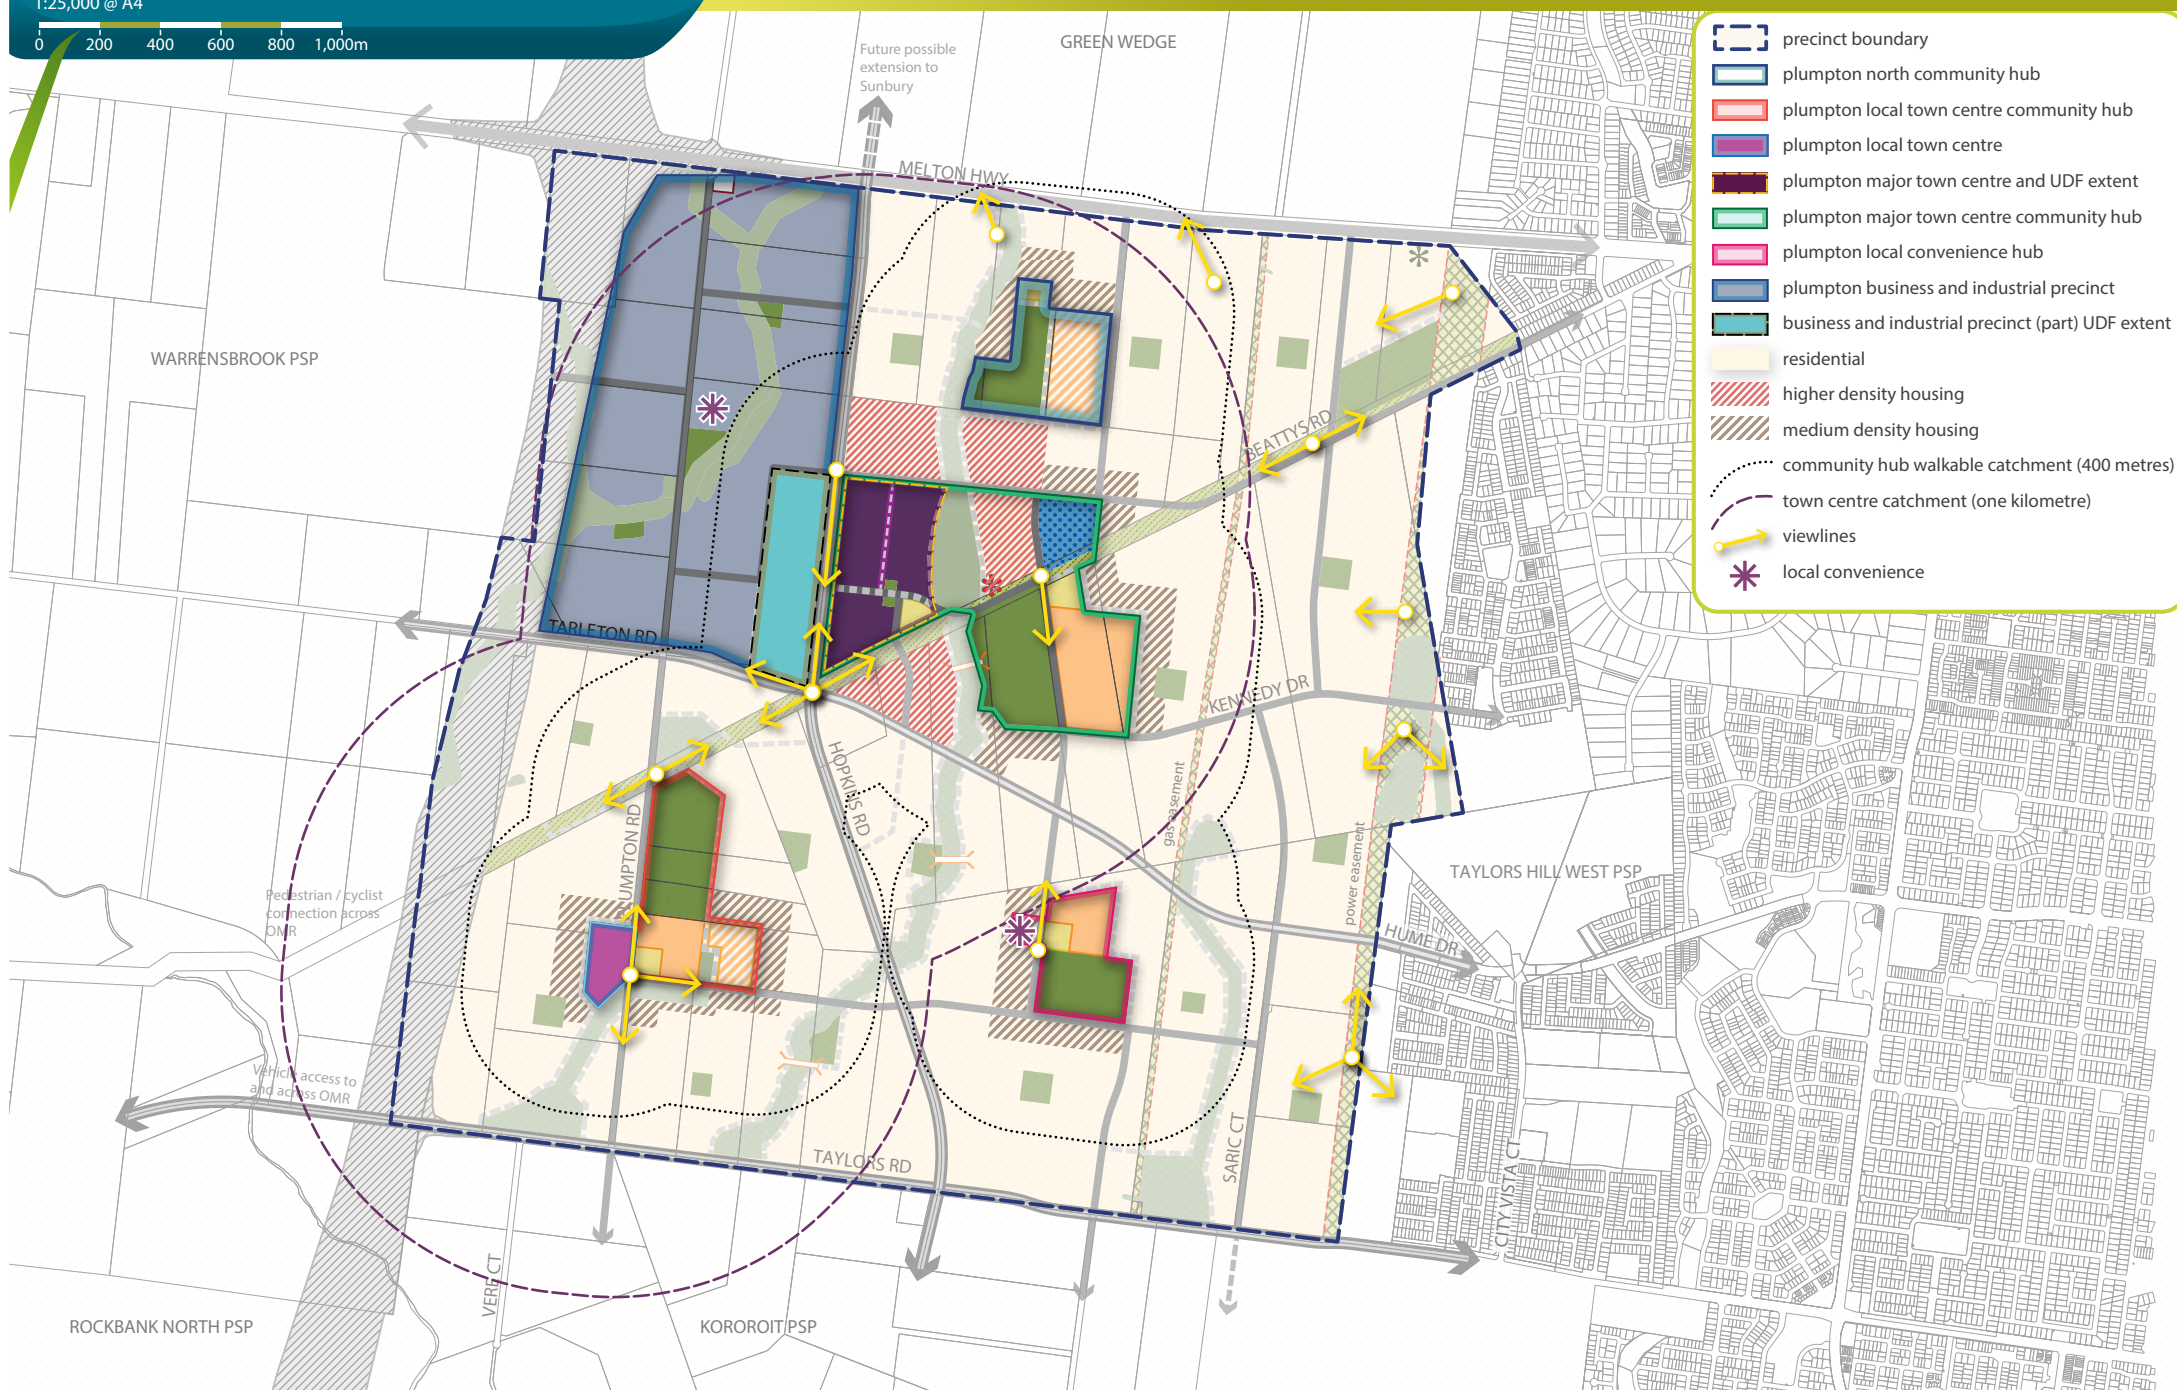 1:25,000 @ A4
0 200 400 600 800 1,000m
Future possible
extension to
Sunbury
GREEN WEDGE
MELTON HWY
WARRENSBROOK PSP
BEATTYS RD
TARLETON RD
KENNEDY DR
HOPKINS RD
gas easement
PLUMPTON RD
power easement
TAYLORS HILL WEST PSP
Pedestrian / cyclist
connection across
OMR
HUME DR
Vehicle access to
and across OMR
TAYLORS RD
SARIC CT
CITY VISTA CT
VERE CT
ROCKBANK NORTH PSP
KOROROIT PSP
precinct boundary
plumpton north community hub
plumpton local town centre community hub
plumpton local town centre
plumpton major town centre and UDF extent
plumpton major town centre community hub
plumpton local convenience hub
plumpton business and industrial precinct
business and industrial precinct (part) UDF extent
residential
higher density housing
medium density housing
community hub walkable catchment (400 metres)
town centre catchment (one kilometre)
viewlines
local convenience